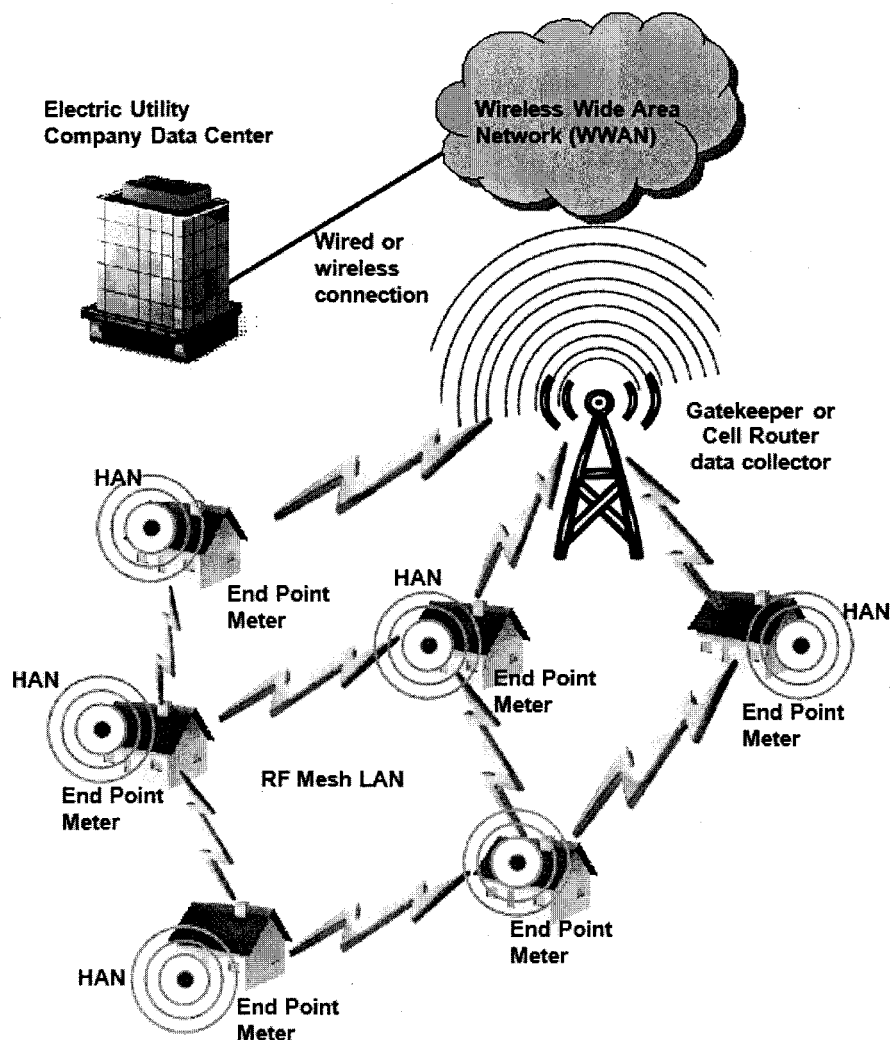 Electric Utility
Company Data Center
Wireless Wide Area
Network (WWAN)
Wired or
wireless
connection
Gatekeeper or
Cell Router
data collector
HAN
End Point
Meter
HAN
End Point
Meter
HAN
End Point
Meter
HAN
End Point
Meter
RF Mesh LAN
End Point
Meter
HAN
End Point
Meter